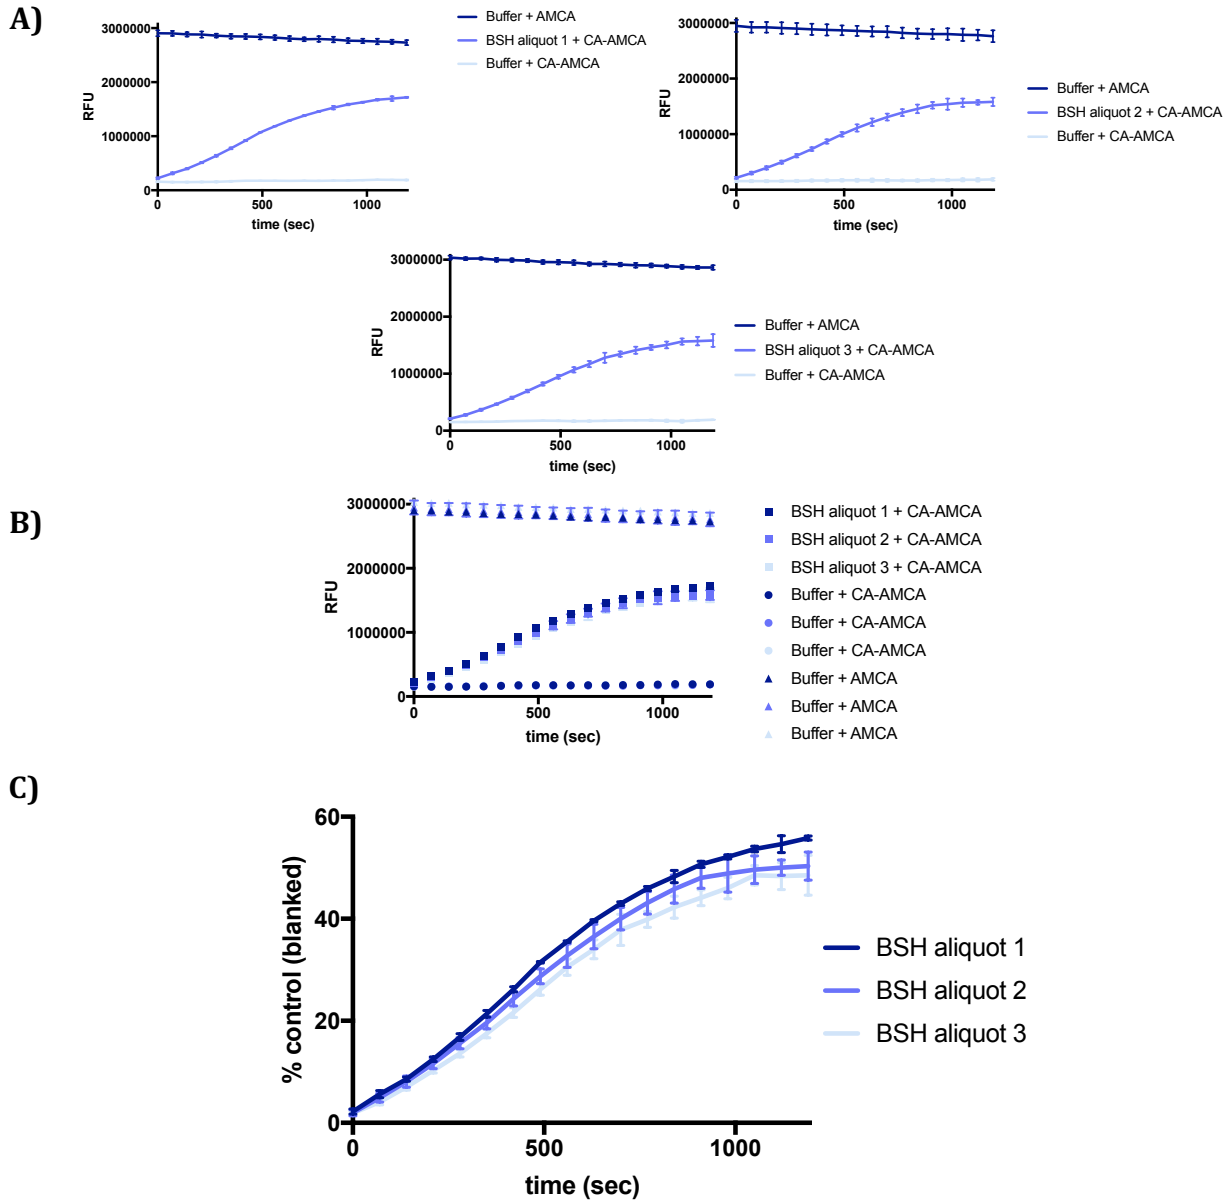 A)
3000000
2000000
1000000
0
RFU
0
500
1000
time (sec)
Buffer + AMCA
BSH aliquot 1 + CA-AMCA
Buffer + CA-AMCA
3000000
2000000
1000000
0
RFU
0
500
1000
time (sec)
Buffer + AMCA
BSH aliquot 2 + CA-AMCA
Buffer + CA-AMCA
3000000
2000000
1000000
0
RFU
0
500
1000
time (sec)
Buffer + AMCA
BSH aliquot 3 + CA-AMCA
Buffer + CA-AMCA
B)
3000000
2000000
1000000
0
RFU
0
500
1000
time (sec)
BSH aliquot 1 + CA-AMCA
BSH aliquot 2 + CA-AMCA
BSH aliquot 3 + CA-AMCA
Buffer + CA-AMCA
Buffer + CA-AMCA
Buffer + CA-AMCA
Buffer + AMCA
Buffer + AMCA
Buffer + AMCA
C)
60
40
20
0
% control (blanked)
0
500
1000
time (sec)
BSH aliquot 1
BSH aliquot 2
BSH aliquot 3